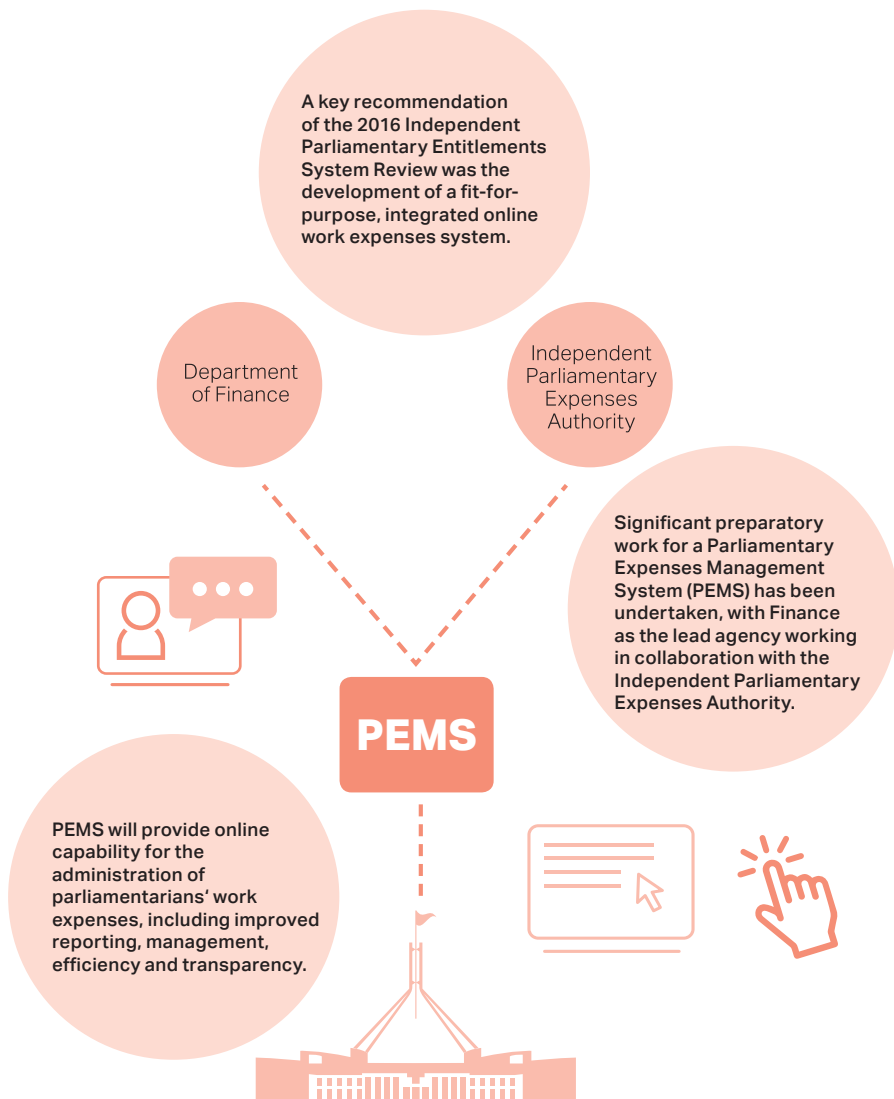 A key recommendation
of the 2016 Independent
Parliamentary Entitlements
System Review was the
development of a fit-for-
purpose, integrated online
work expenses system.
Department
of Finance
Independent
Parliamentary
Expenses
Authority
Significant preparatory
work for a Parliamentary
Expenses Management
System (PEMS) has been
undertaken, with Finance
as the lead agency working
in collaboration with the
Independent Parliamentary
Expenses Authority.
PEMS
PEMS will provide online
capability for the
administration of
parliamentarians‘ work
expenses, including improved
reporting, management,
efficiency and transparency.